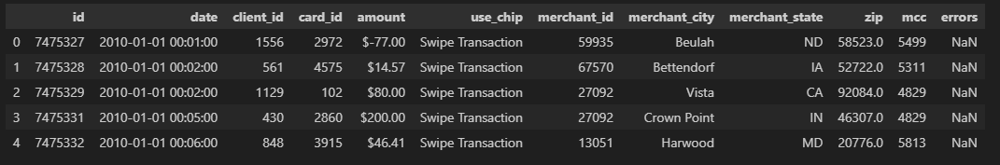 id date client_id card_id amount use_chip merchant_id merchant_city merchant_state zip mcc errors
0 7475327 2010-01-01 00:01:00 1556 2972 $-77.00 Swipe Transaction 59935 Beulah ND 58523.0 5499 NaN
1 7475328 2010-01-01 00:02:00 561 4575 $14.57 Swipe Transaction 67570 Bettendorf IA 52722.0 5311 NaN
2 7475329 2010-01-01 00:02:00 1129 102 $80.00 Swipe Transaction 27092 Vista CA 92084.0 4829 NaN
3 7475331 2010-01-01 00:05:00 430 2860 $200.00 Swipe Transaction 27092 Crown Point IN 46307.0 4829 NaN
4 7475332 2010-01-01 00:06:00 848 3915 $46.41 Swipe Transaction 13051 Harwood MD 20776.0 5813 NaN